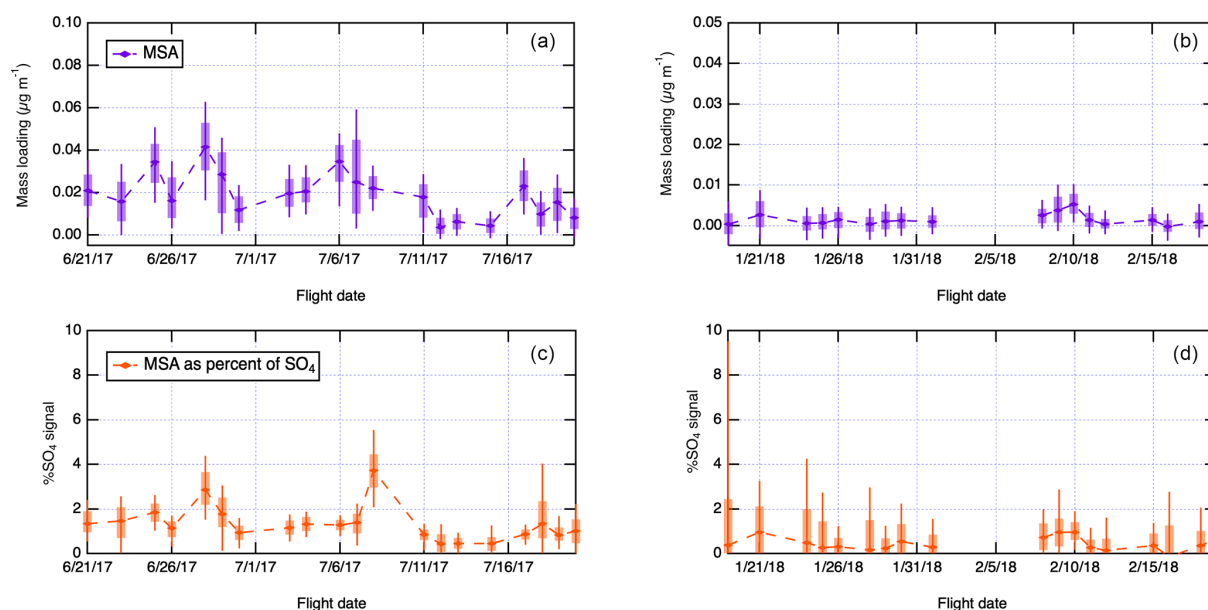 (a)
MSA
Mass loading (µg m⁻¹)
0.10
0.08
0.06
0.04
0.02
0.00
6/21/17 6/26/17 7/1/17 7/6/17 7/11/17 7/16/17
Flight date
(b)
Mass loading (µg m⁻¹)
0.05
0.04
0.03
0.02
0.01
0.00
1/21/18 1/26/18 1/31/18 2/5/18 2/10/18 2/15/18
Flight date
(c)
MSA as percent of SO₄
%SO₄ signal
10
8
6
4
2
0
6/21/17 6/26/17 7/1/17 7/6/17 7/11/17 7/16/17
Flight date
(d)
%SO₄ signal
10
8
6
4
2
0
1/21/18 1/26/18 1/31/18 2/5/18 2/10/18 2/15/18
Flight date